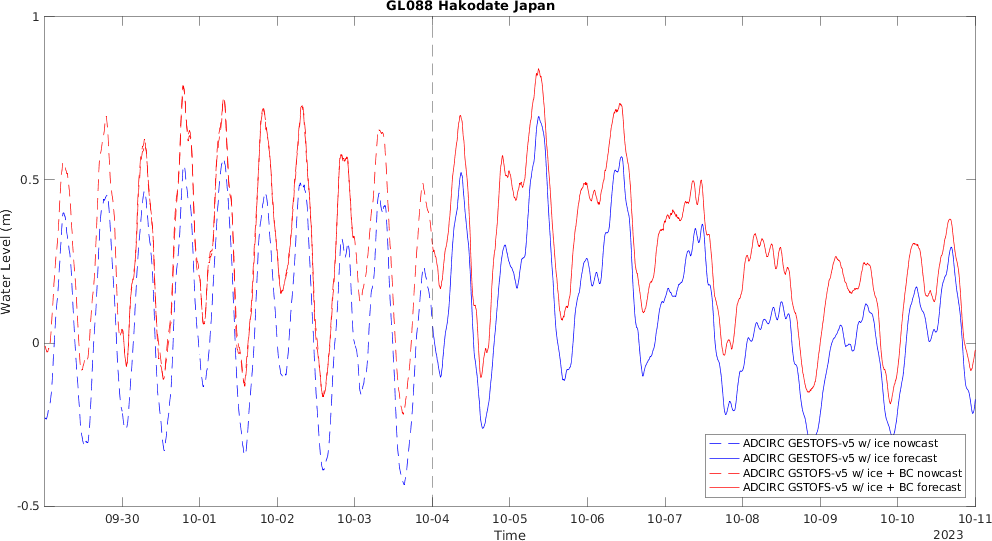 GL088 Hakodate Japan
1
0.5
0
-0.5
Water Level (m)
09-30 10-01 10-02 10-03 10-04 10-05 10-06 10-07 10-08 10-09 10-10 10-11
Time
2023
ADCIRC GESTOFS-v5 w/ ice nowcast
ADCIRC GESTOFS-v5 w/ ice forecast
ADCIRC GSTOFS-v5 w/ ice + BC nowcast
ADCIRC GSTOFS-v5 w/ ice + BC forecast